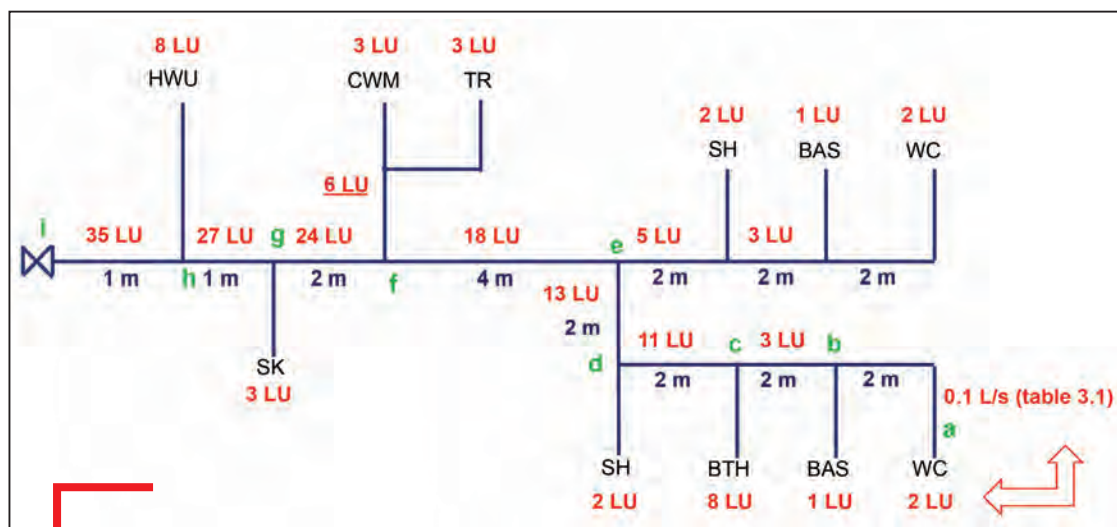 8 LU 3 LU 3 LU
HWU CWM TR
2 LU 1 LU 2 LU
SH BAS WC
6 LU
i 35 LU 27 LU g 24 LU 18 LU e 5 LU 3 LU
1 m h 1 m 2 m f 4 m 2 m 2 m 2 m
13 LU
2 m 11 LU c 3 LU b
d 2 m 2 m 2 m
SK
3 LU
0.1 L/s (table 3.1)
a
SH BTH BAS WC
2 LU 8 LU 1 LU 2 LU